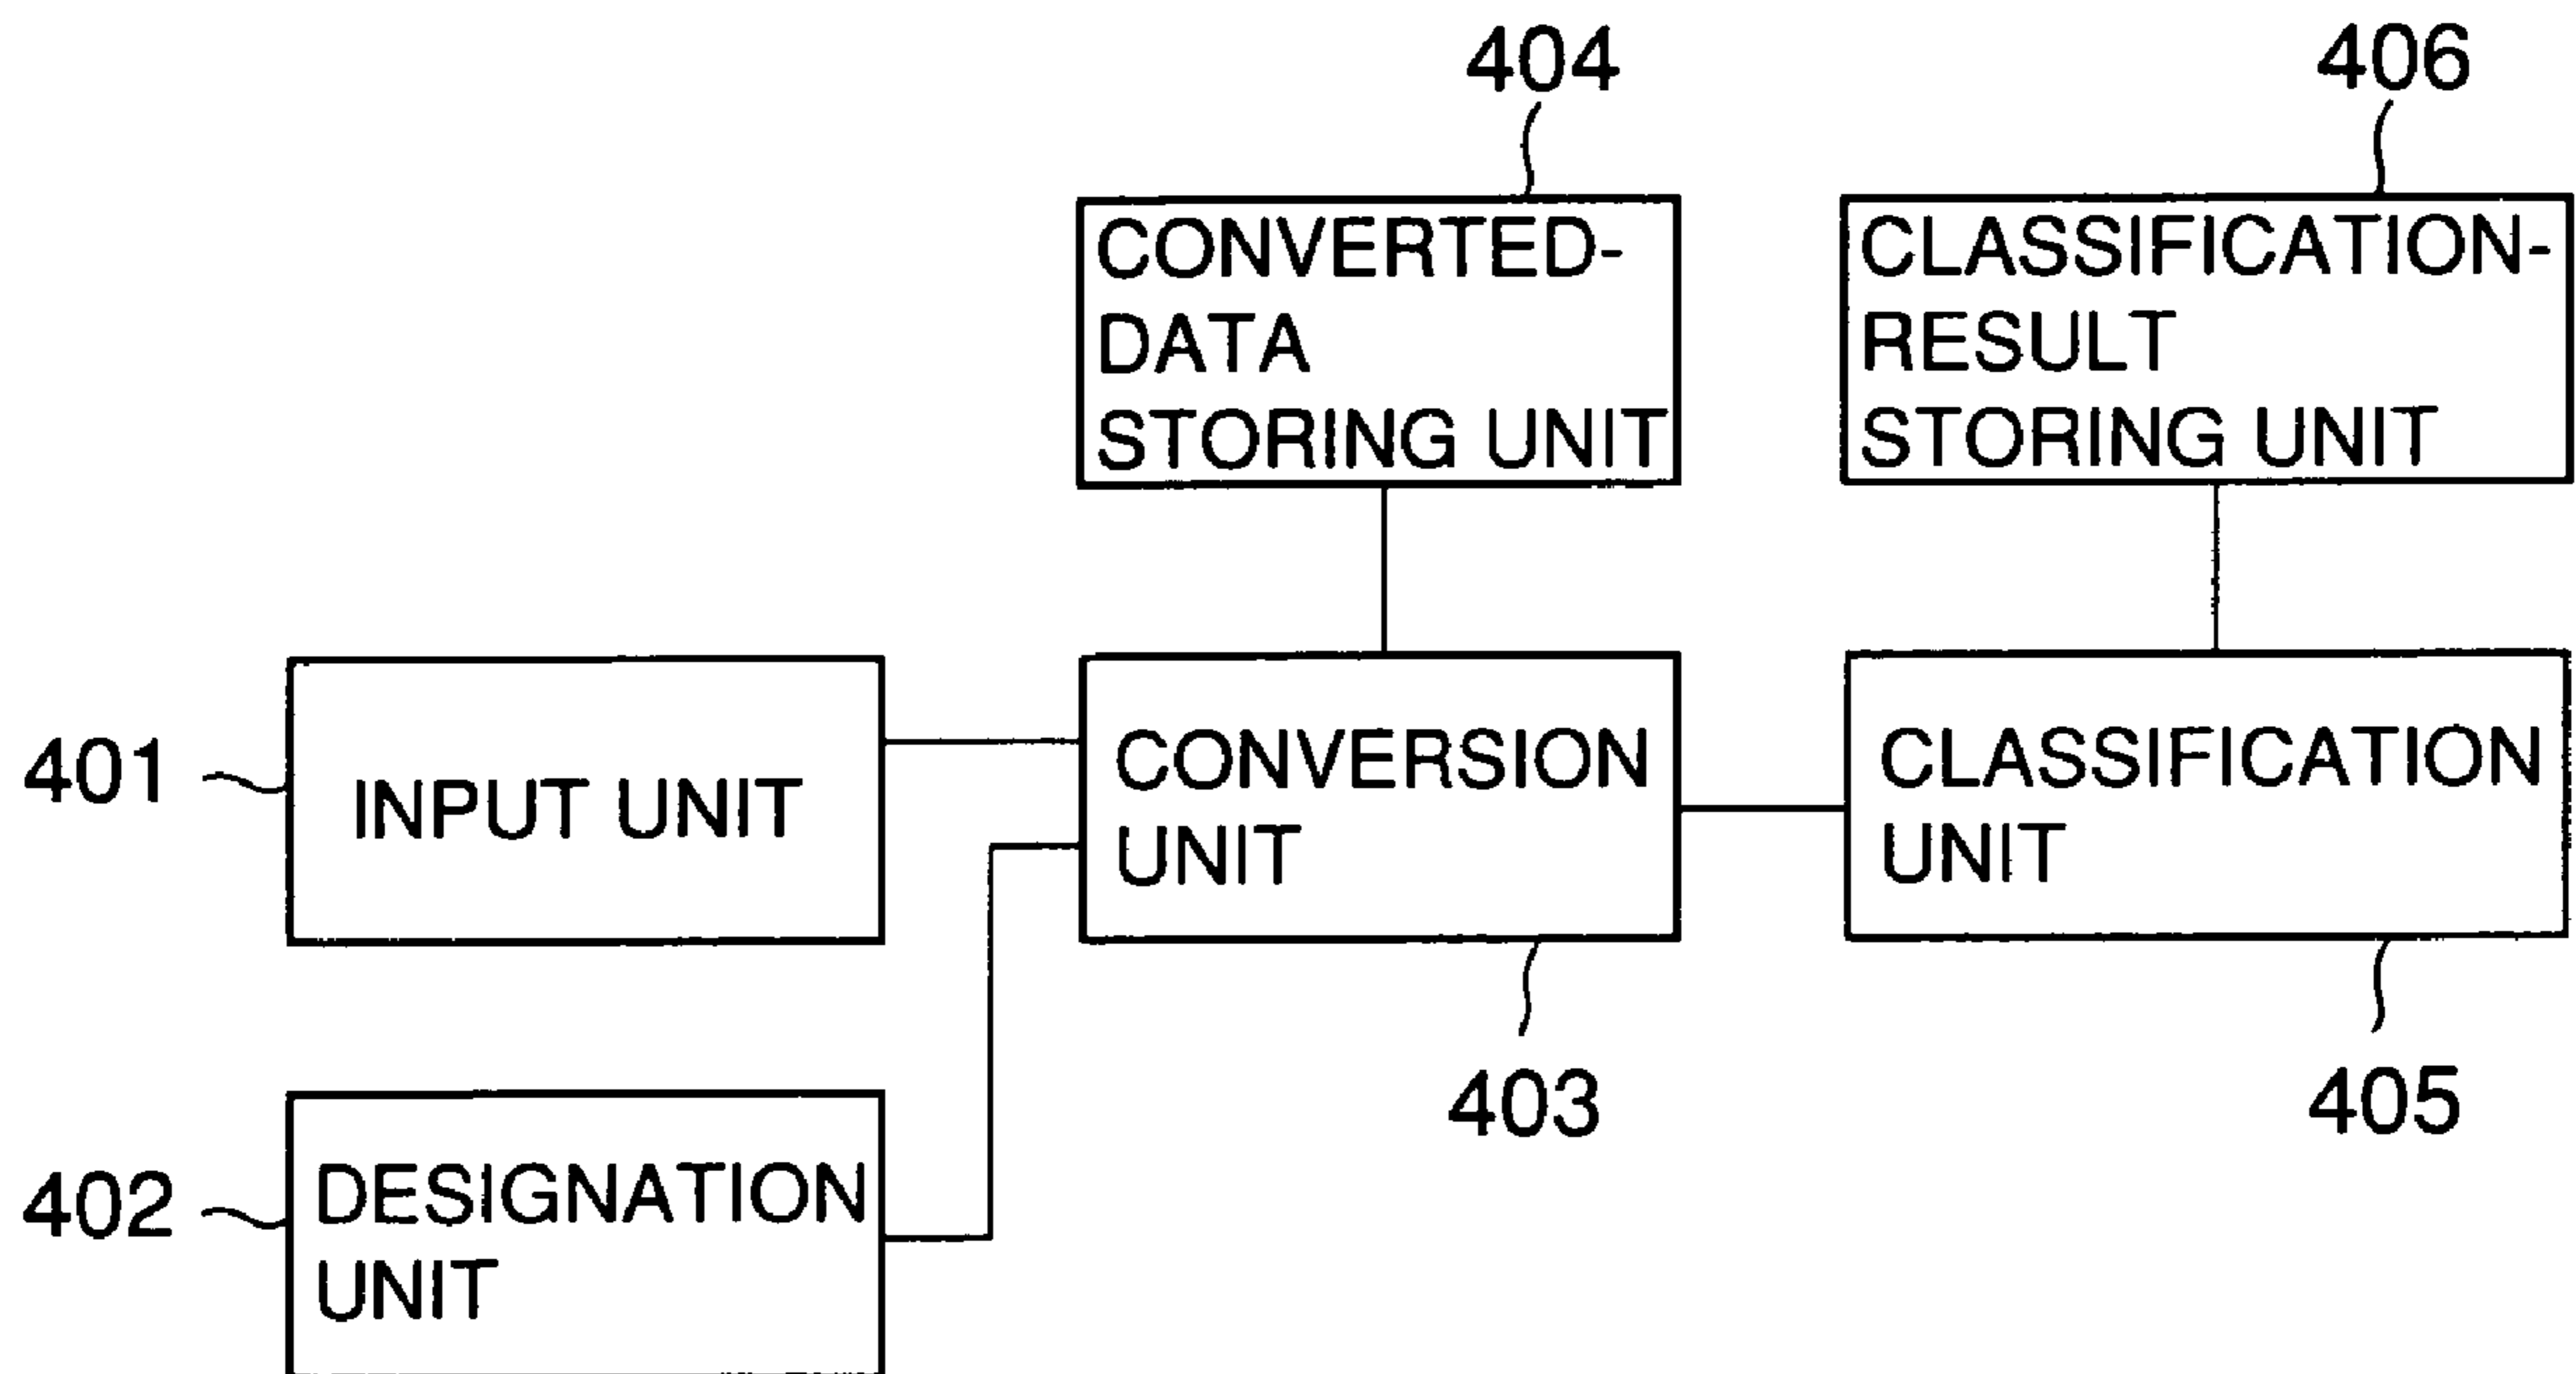 404
406
CONVERTED-
DATA
STORING UNIT
CLASSIFICATION-
RESULT
STORING UNIT
401
INPUT UNIT
CONVERSION
UNIT
CLASSIFICATION
UNIT
403
405
402
DESIGNATION
UNIT